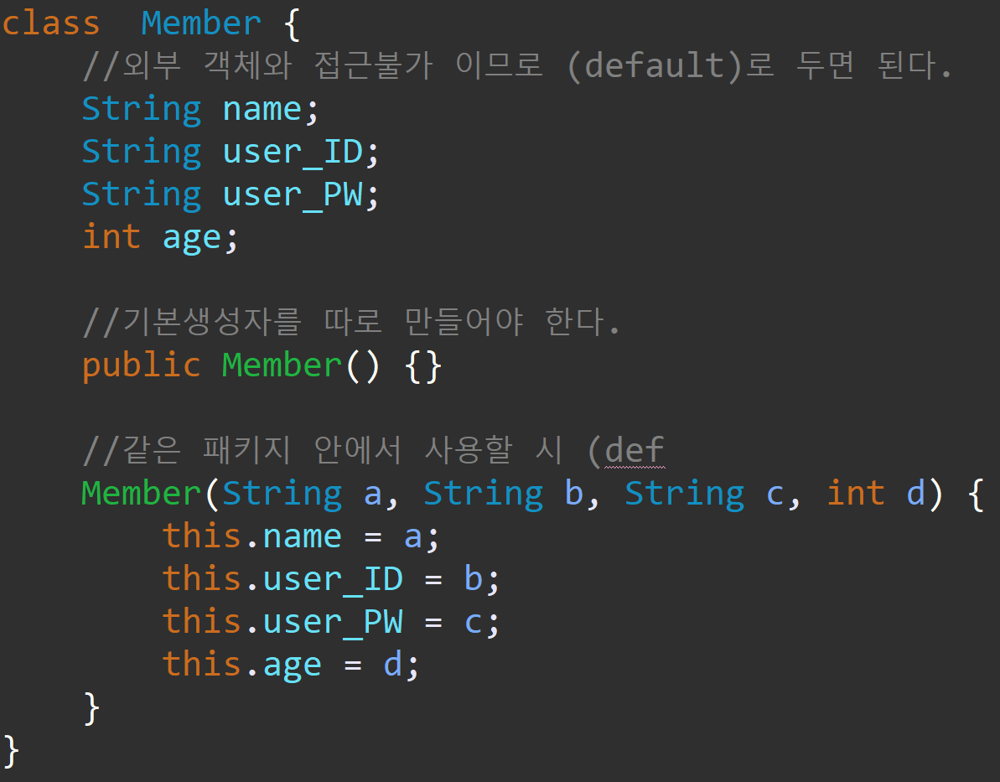 class  Member {
    //외부 객체와 접근불가 이므로 (default)로 두면 된다.
    String name;
    String user_ID;
    String user_PW;
    int age;

    //기본생성자를 따로 만들어야 한다.
    public Member() {}

    //같은 패키지 안에서 사용할 시 (def
    Member(String a, String b, String c, int d) {
        this.name = a;
        this.user_ID = b;
        this.user_PW = c;
        this.age = d;
    }
}